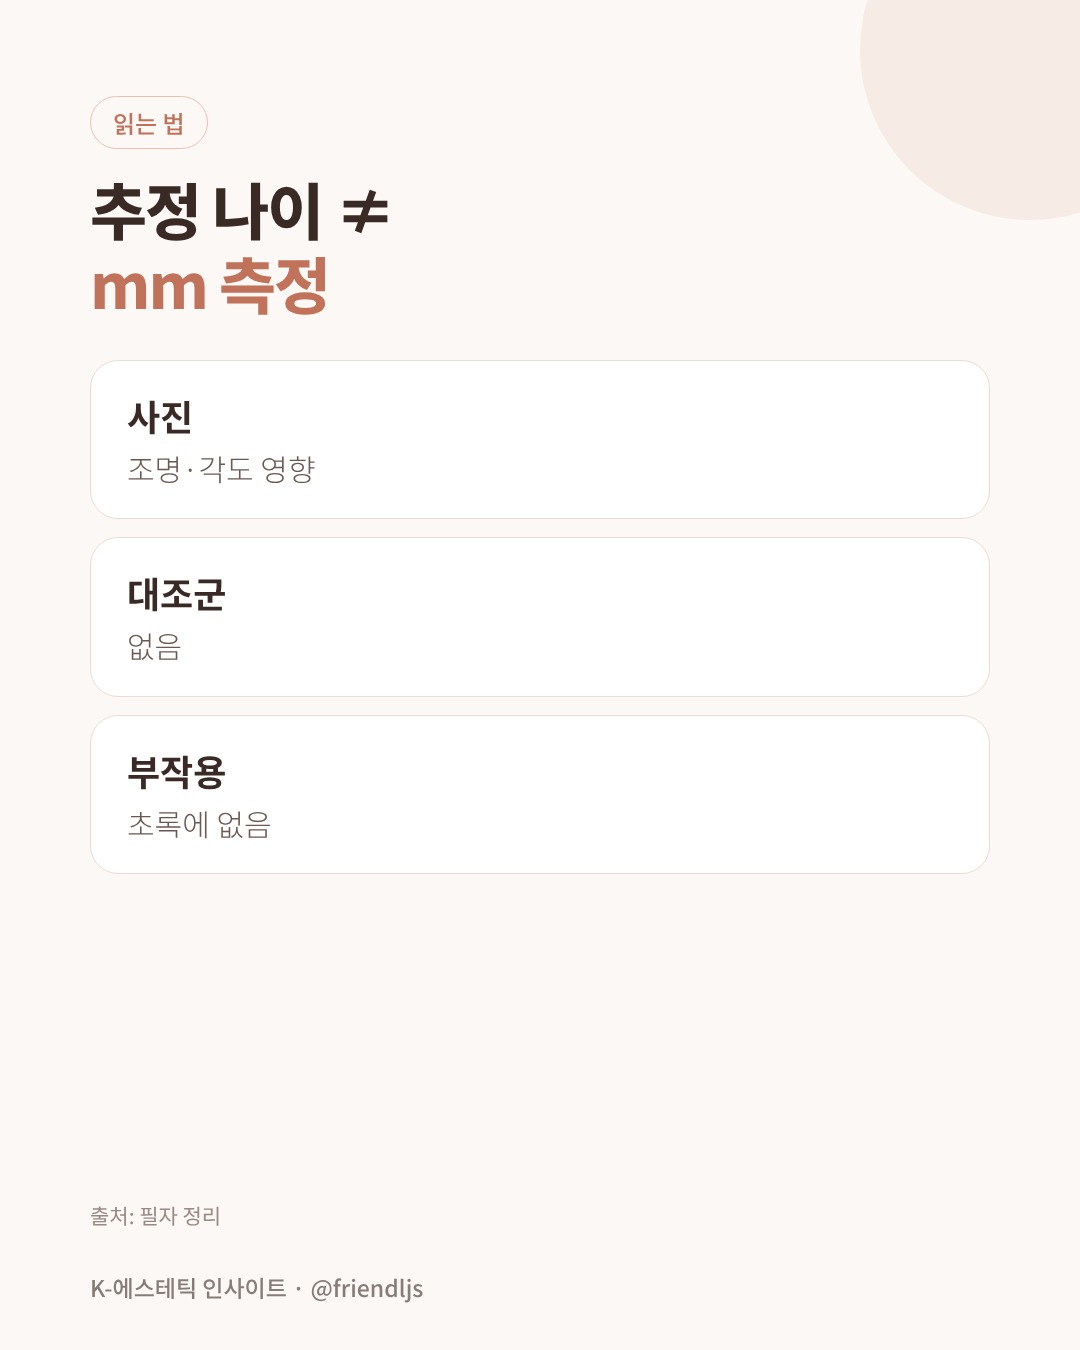 읽는 법
추정 나이 ≠
mm 측정
사진
조명·각도 영향
대조군
없음
부작용
초록에 없음
출처: 필자 정리
K-에스테틱 인사이트 · @friendljs